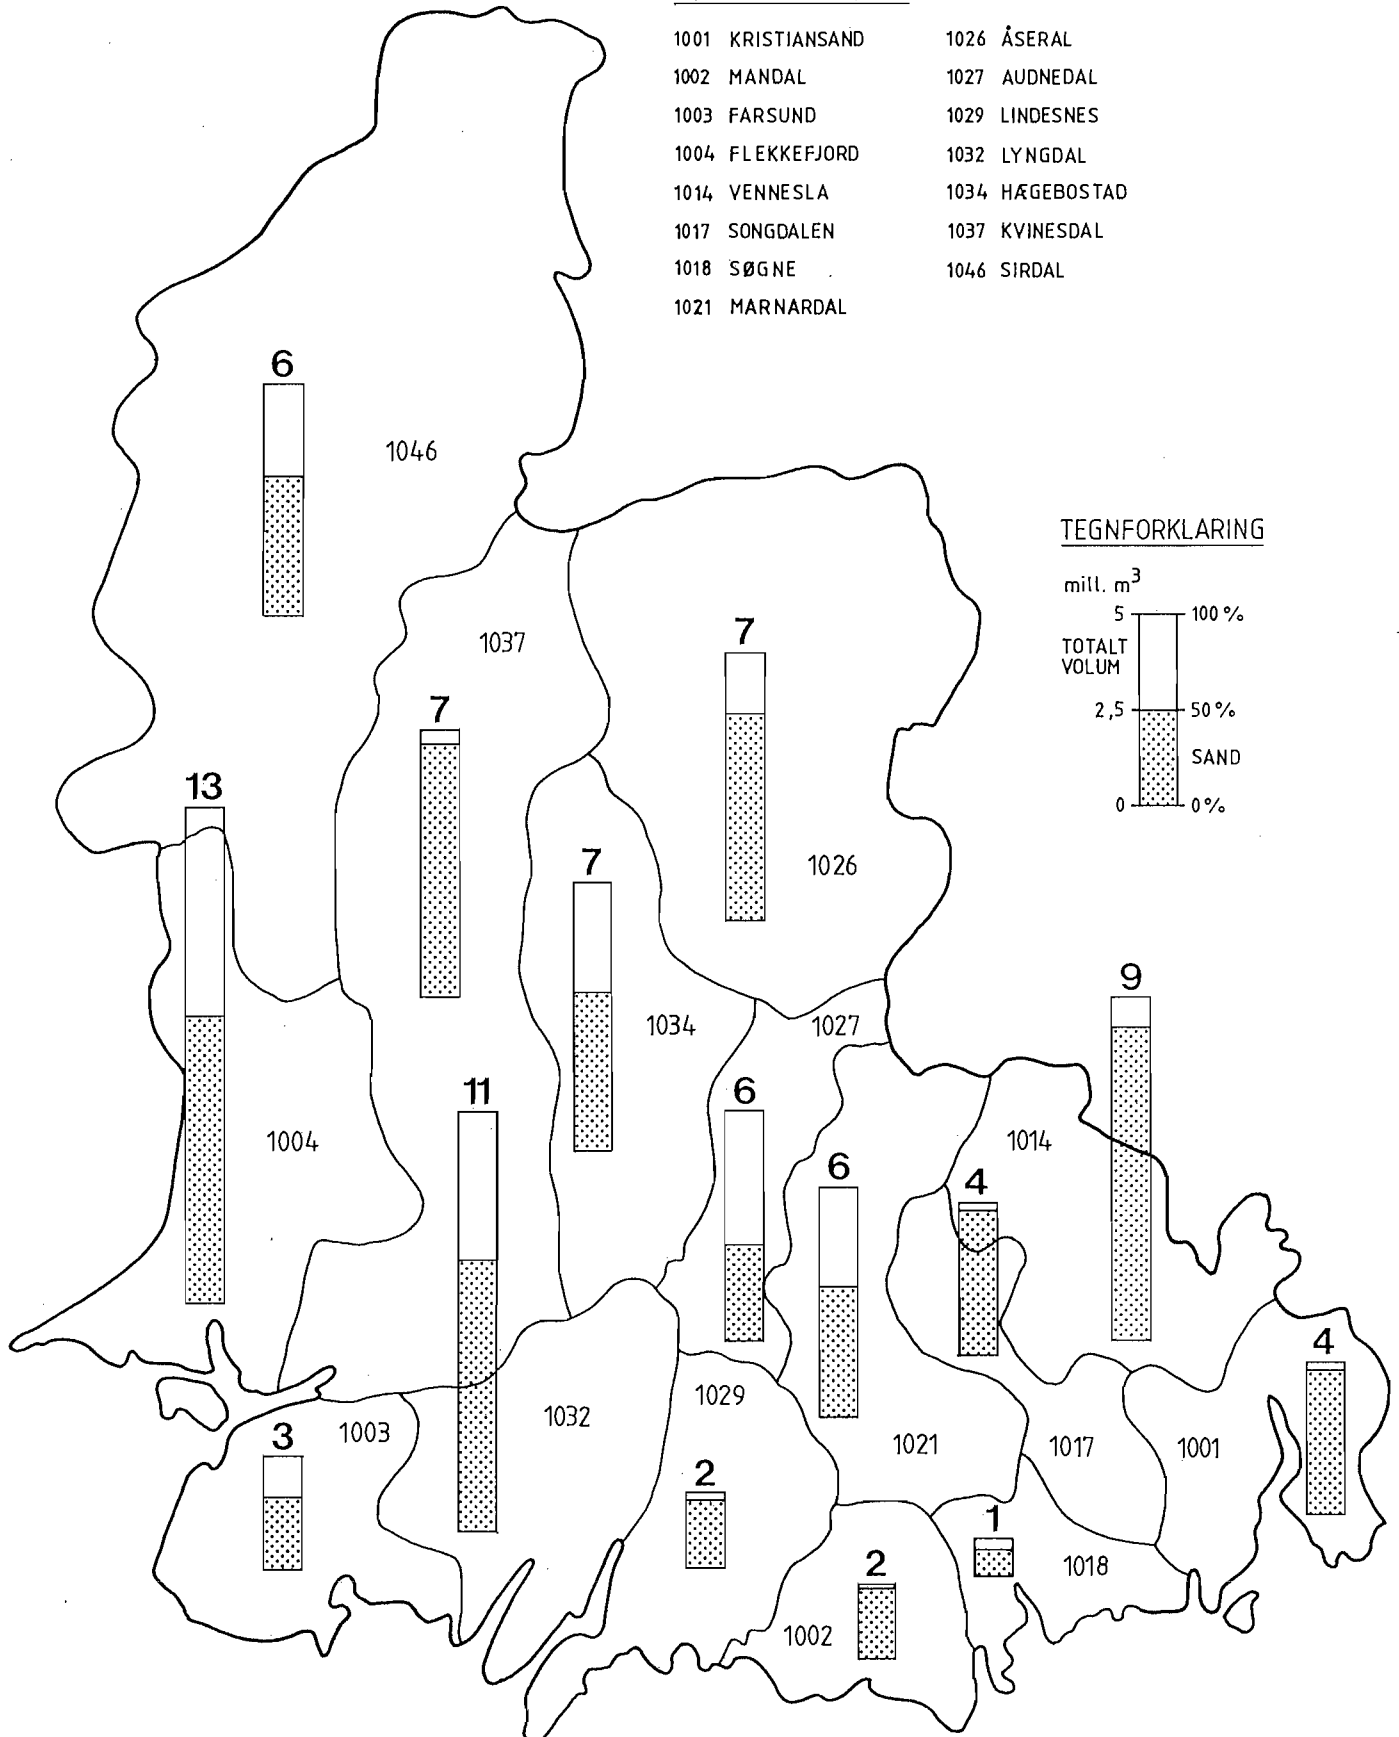 1001 KRISTIANSAND
1002 MANDAL
1003 FARSUND
1004 FLEKKEFJORD
1014 VENNESLA
1017 SONGDALEN
1018 SØGNE
1021 MARNARDAL
1026 ÅSERAL
1027 AUDNEDAL
1029 LINDESNES
1032 LYNGDAL
1034 HÆGEBOSTAD
1037 KVINESDAL
1046 SIRDAL
6
1046
TEGNFORKLARING
mill. m³
5 100 %
TOTALT
VOLUM
2,5 50 %
SAND
0 0 %
1037
7
7
13
7
1026
9
1034
1027
11
6
1004
1014
6
4
4
1029
1032
1003
3
1021
1017
1001
2
1
2
1018
1002